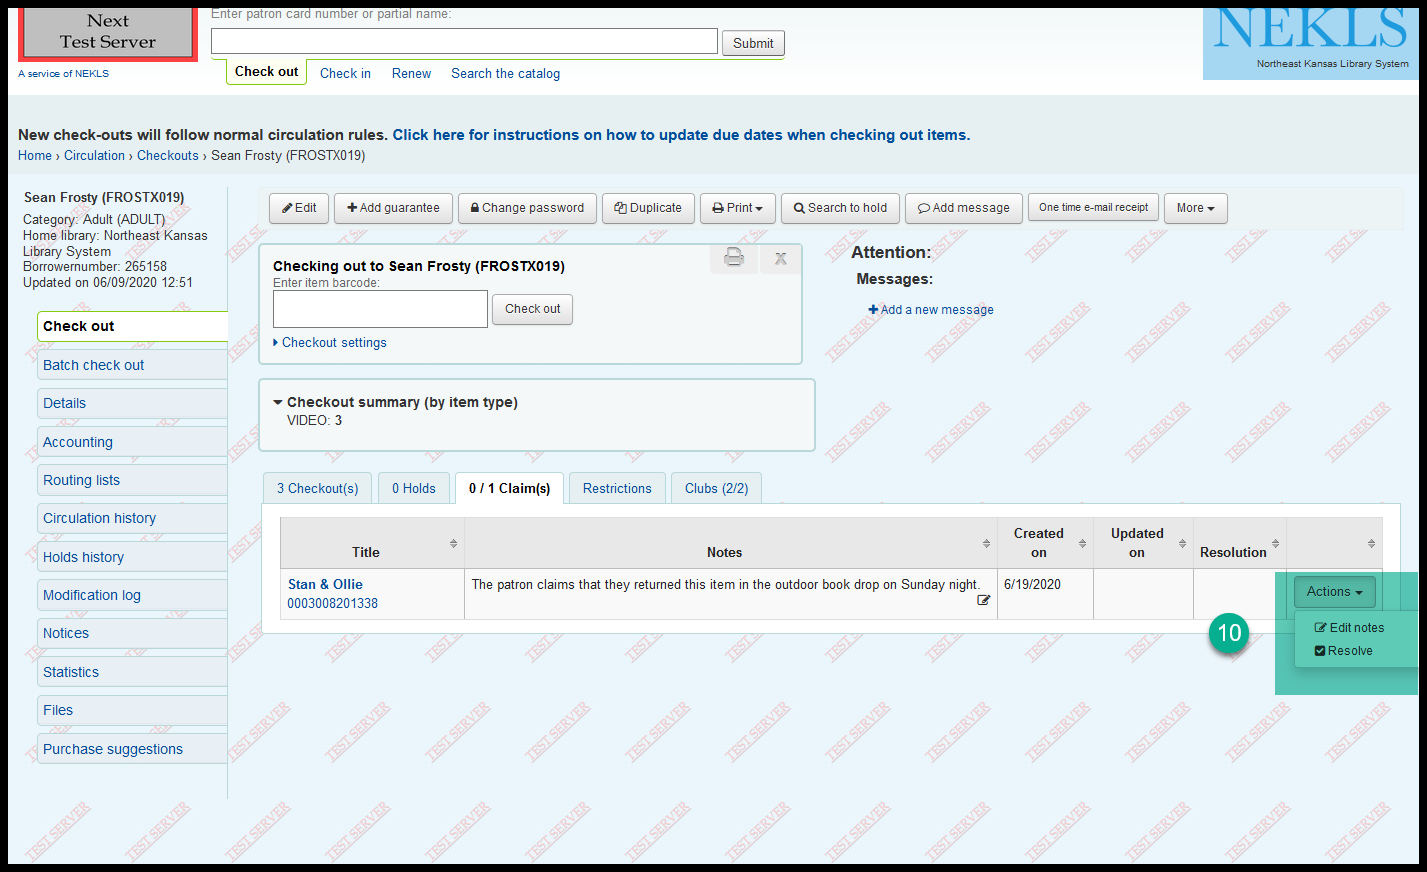 Next
Test Server
A service of NEKLS
Enter patron card number or partial name:
Submit
Check out
Check in
Renew
Search the catalog
NEKLS
Northeast Kansas Library System
New check-outs will follow normal circulation rules. Click here for instructions on how to update due dates when checking out items.
Home › Circulation › Checkouts › Sean Frosty (FROSTX019)
Sean Frosty (FROSTX019)
Category: Adult (ADULT)
Home library: Northeast Kansas
Library System
Borrowernumber: 265158
Updated on 06/09/2020 12:51
Check out
Batch check out
Details
Accounting
Routing lists
Circulation history
Holds history
Modification log
Notices
Statistics
Files
Purchase suggestions
Edit
Add guarantee
Change password
Duplicate
Print
Search to hold
Add message
One time e-mail receipt
More
Checking out to Sean Frosty (FROSTX019)
Enter item barcode:
Check out
Checkout settings
Attention:
Messages:
Add a new message
Checkout summary (by item type)
VIDEO: 3
3 Checkout(s)
0 Holds
0 / 1 Claim(s)
Restrictions
Clubs (2/2)
Title
Notes
Created
on
Updated
on
Resolution
Stan & Ollie
0003008201338
The patron claims that they returned this item in the outdoor book drop on Sunday night.
6/19/2020
Actions
10
Edit notes
Resolve
TEST SERVER